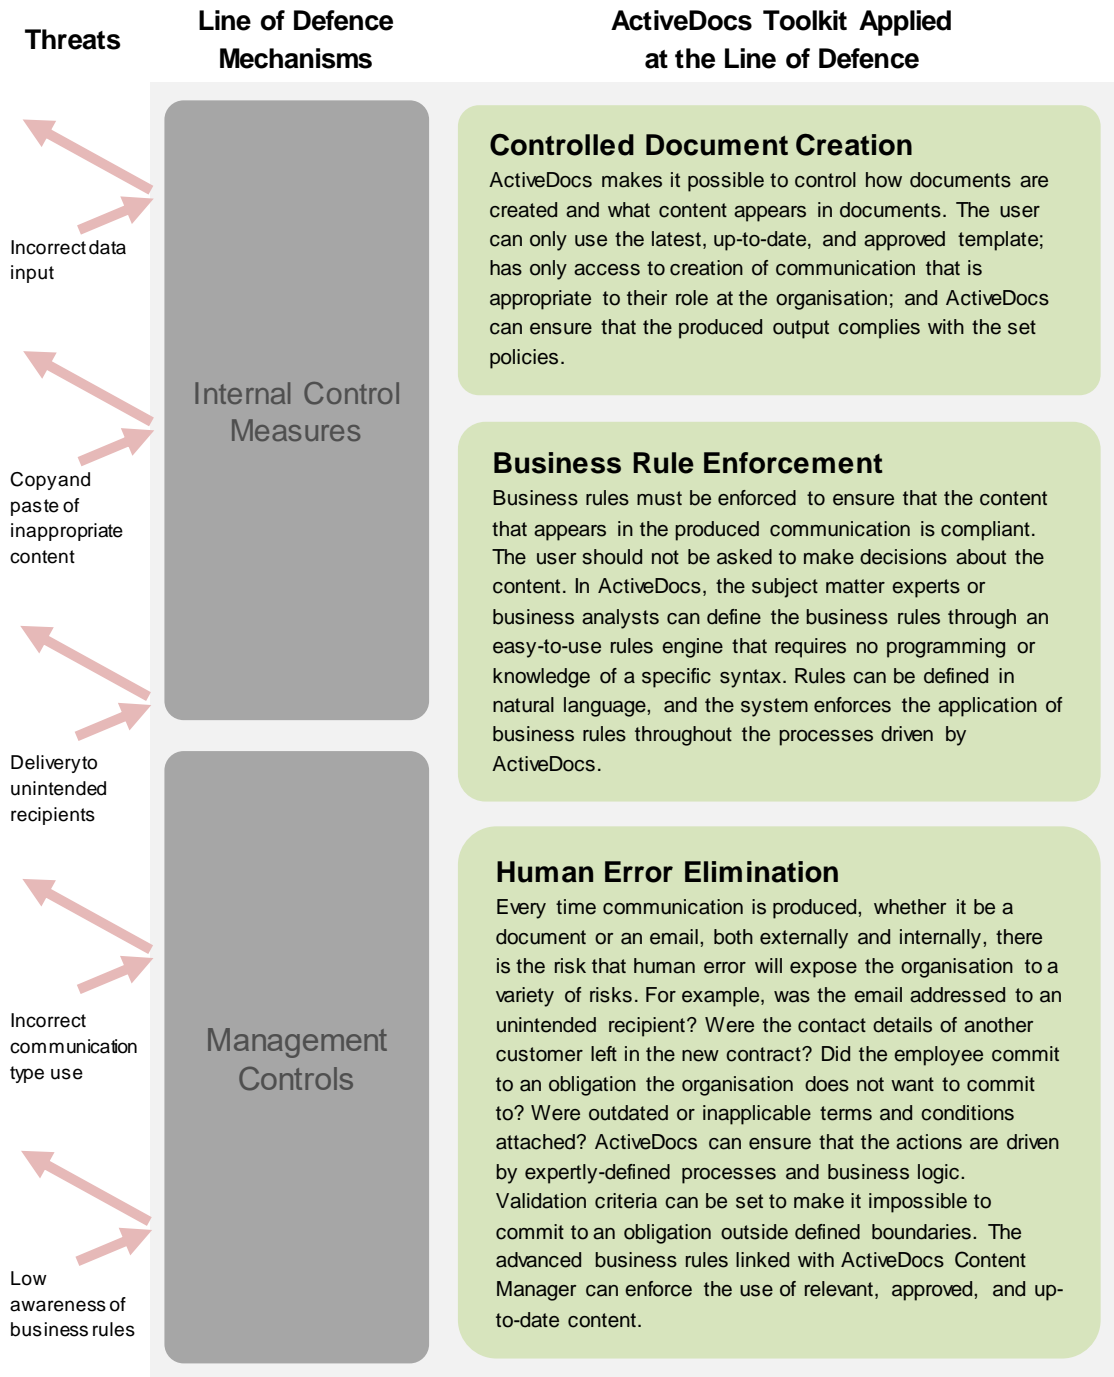 Threats
Line of Defence
Mechanisms
ActiveDocs Toolkit Applied
at the Line of Defence
Incorrect data
input
Copy and
paste of
inappropriate
content
Delivery to
unintended
recipients
Incorrect
communication
type use
Low
awareness of
business rules
Internal Control
Measures
Management
Controls
Controlled Document Creation
ActiveDocs makes it possible to control how documents are
created and what content appears in documents. The user
can only use the latest, up-to-date, and approved template;
has only access to creation of communication that is
appropriate to their role at the organisation; and ActiveDocs
can ensure that the produced output complies with the set
policies.
Business Rule Enforcement
Business rules must be enforced to ensure that the content
that appears in the produced communication is compliant.
The user should not be asked to make decisions about the
content. In ActiveDocs, the subject matter experts or
business analysts can define the business rules through an
easy-to-use rules engine that requires no programming or
knowledge of a specific syntax. Rules can be defined in
natural language, and the system enforces the application of
business rules throughout the processes driven by
ActiveDocs.
Human Error Elimination
Every time communication is produced, whether it be a
document or an email, both externally and internally, there
is the risk that human error will expose the organisation to a
variety of risks. For example, was the email addressed to an
unintended recipient? Were the contact details of another
customer left in the new contract? Did the employee commit
to an obligation the organisation does not want to commit
to? Were outdated or inapplicable terms and conditions
attached? ActiveDocs can ensure that the actions are driven
by expertly-defined processes and business logic.
Validation criteria can be set to make it impossible to
commit to an obligation outside defined boundaries. The
advanced business rules linked with ActiveDocs Content
Manager can enforce the use of relevant, approved, and up-
to-date content.